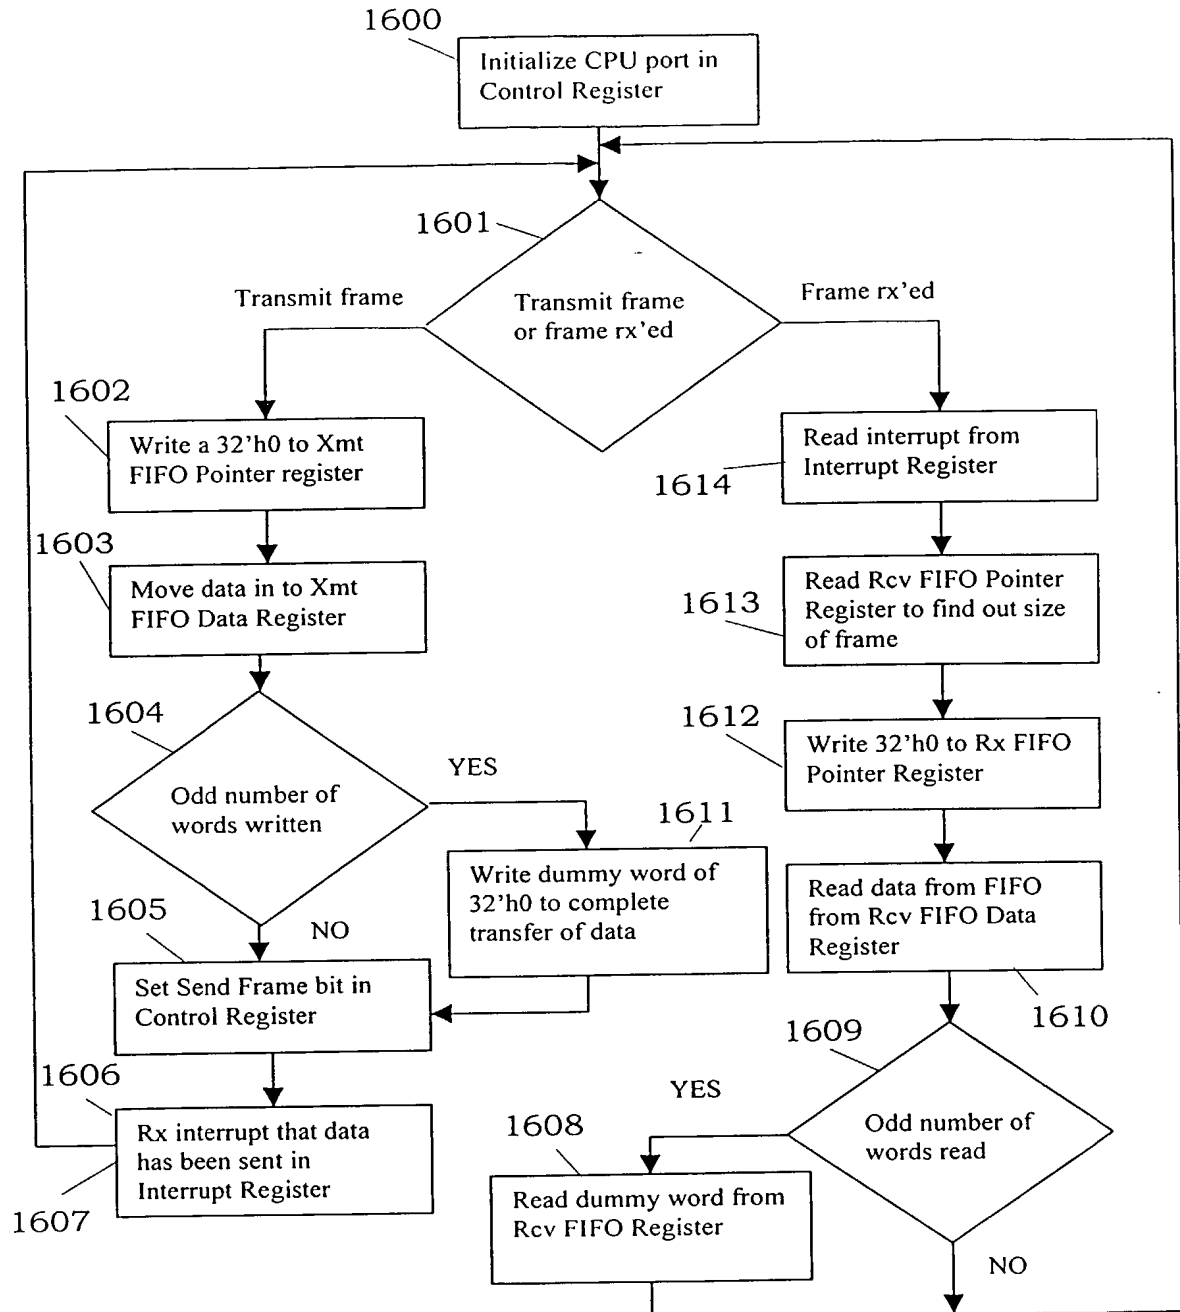 1600
Initialize CPU port in
Control Register
1601
Transmit frame
Transmit frame
or frame rx'ed
Frame rx'ed
1602
Write a 32'h0 to Xmt
FIFO Pointer register
1603
Move data in to Xmt
FIFO Data Register
1604
Odd number of
words written
YES
1611
Write dummy word of
32'h0 to complete
transfer of data
NO
1605
Set Send Frame bit in
Control Register
1606
Rx interrupt that data
has been sent in
Interrupt Register
1607
Read interrupt from
Interrupt Register
1614
Read Rcv FIFO Pointer
Register to find out size
of frame
1613
1612
Write 32'h0 to Rx FIFO
Pointer Register
Read data from FIFO
from Rcv FIFO Data
Register
1610
1609
Odd number of
words read
YES
1608
Read dummy word from
Rcv FIFO Register
NO